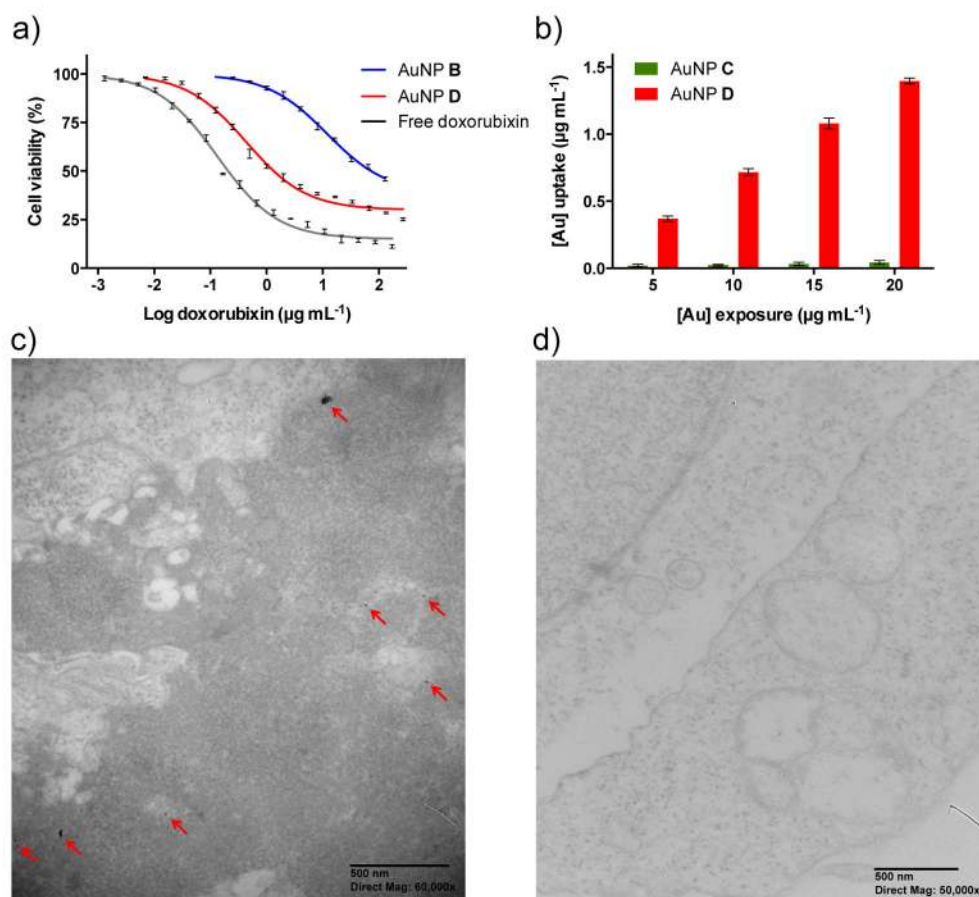 a)
100
75
50
25
0
-3 -2 -1 0 1 2
Cell viability (%)
Log doxorubixin (µg mL⁻¹)
AuNP B
AuNP D
Free doxorubixin
b)
1.5
1.0
0.5
0.0
5 10 15 20
[Au] uptake (µg mL⁻¹)
[Au] exposure (µg mL⁻¹)
AuNP C
AuNP D
c)
500 nm
Direct Mag: 60,000x
d)
500 nm
Direct Mag: 50,000x